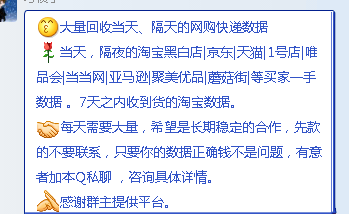 大量回收当天、隔天的网购快递数据
当天，隔夜的淘宝黑白店|京东|天猫|1号店|唯
品会|当当网|亚马逊|聚美优品|蘑菇街|等买家一手
数据 。7天之内收到货的淘宝数据。
每天需要大量，希望是长期稳定的合作，先款
的不要联系，只要你的数据正确钱不是问题，有意
者加本Q私聊 ，咨询具体详情。
感谢群主提供平台。